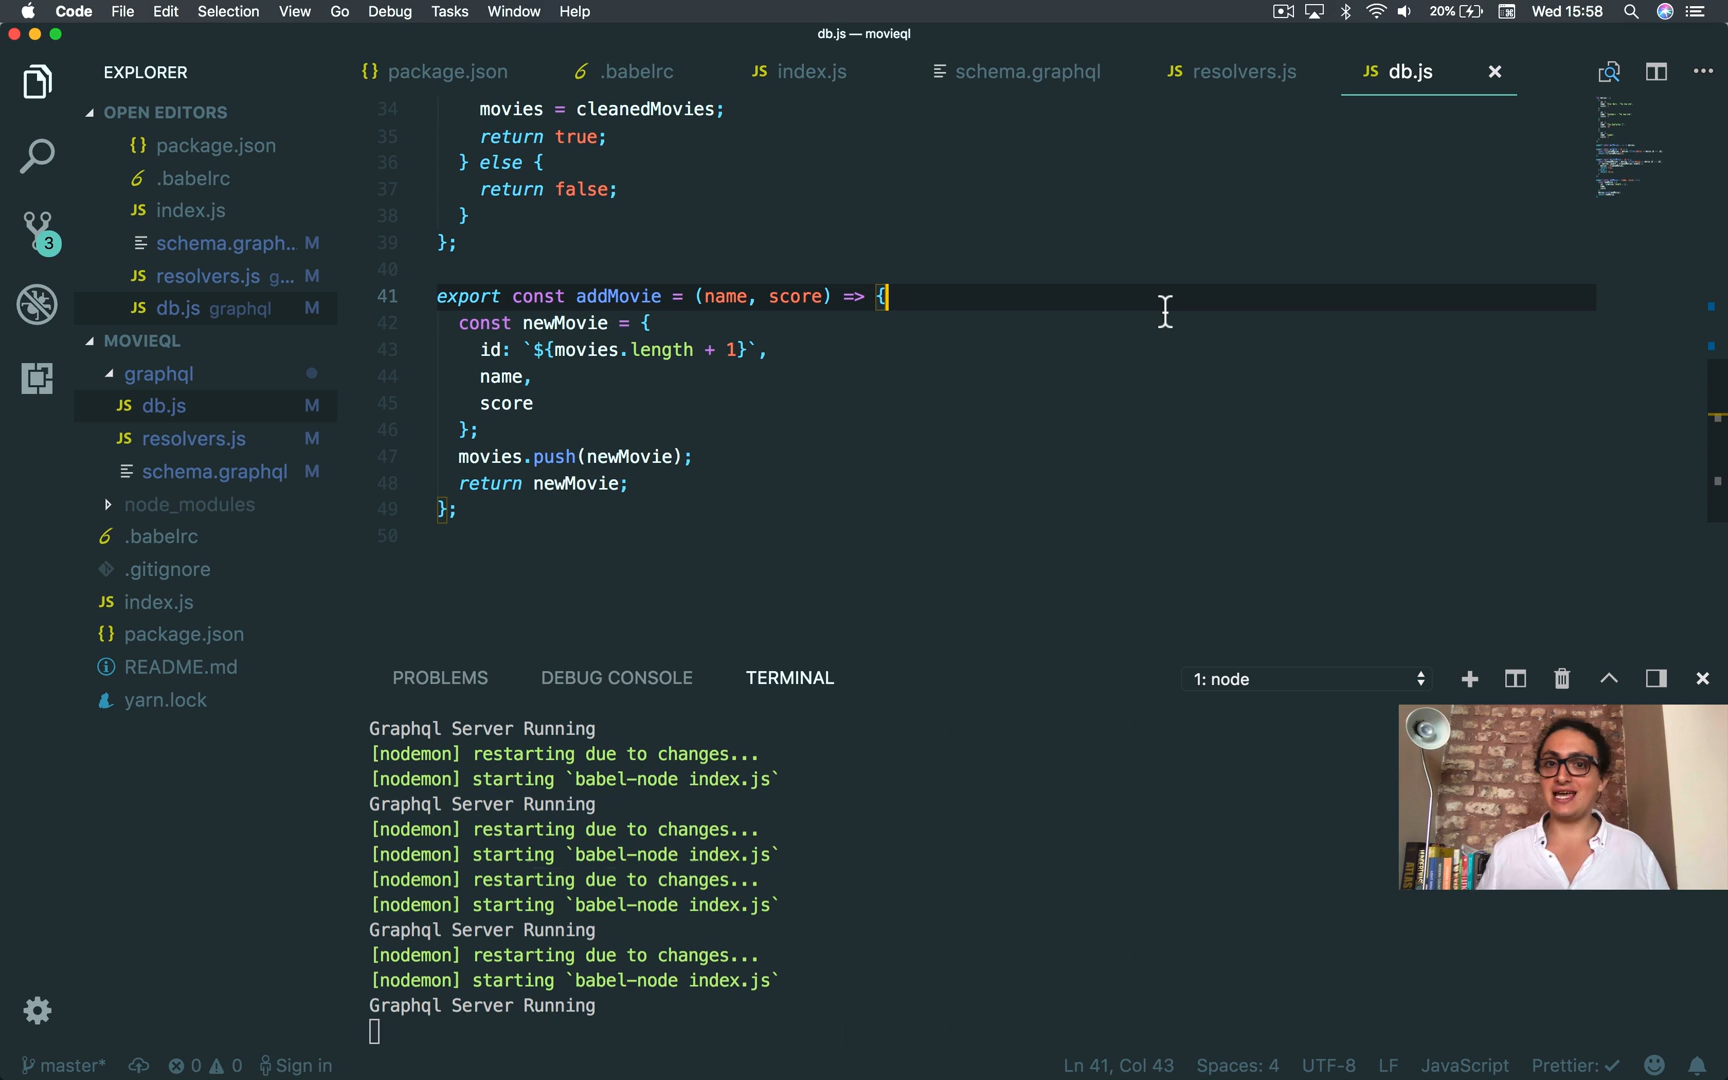 Code File Edit Selection View Go Debug Tasks Window Help 20% Wed 15:58
db.js — movieql
EXPLORER
{} package.json .babelrc JS index.js schema.graphql JS resolvers.js JS db.js
OPEN EDITORS
{} package.json
.babelrc
JS index.js
schema.graph... M
JS resolvers.js g... M
JS db.js graphql M
3
MOVIEQL
graphql
JS db.js M
JS resolvers.js M
schema.graphql M
node_modules
.babelrc
.gitignore
JS index.js
{} package.json
README.md
yarn.lock
34 movies = cleanedMovies;
35 return true;
36 } else {
37 return false;
38 }
39 };
40
41 export const addMovie = (name, score) => {
42 const newMovie = {
43 id: `${movies.length + 1}`,
44 name,
45 score
46 };
47 movies.push(newMovie);
48 return newMovie;
49 };
50
PROBLEMS DEBUG CONSOLE TERMINAL 1: node
Graphql Server Running
[nodemon] restarting due to changes...
[nodemon] starting `babel-node index.js`
Graphql Server Running
[nodemon] restarting due to changes...
[nodemon] starting `babel-node index.js`
[nodemon] restarting due to changes...
[nodemon] starting `babel-node index.js`
Graphql Server Running
[nodemon] restarting due to changes...
[nodemon] starting `babel-node index.js`
Graphql Server Running
ATLAS
master* 0 0 Sign in Ln 41, Col 43 Spaces: 4 UTF-8 LF JavaScript Prettier: ✓